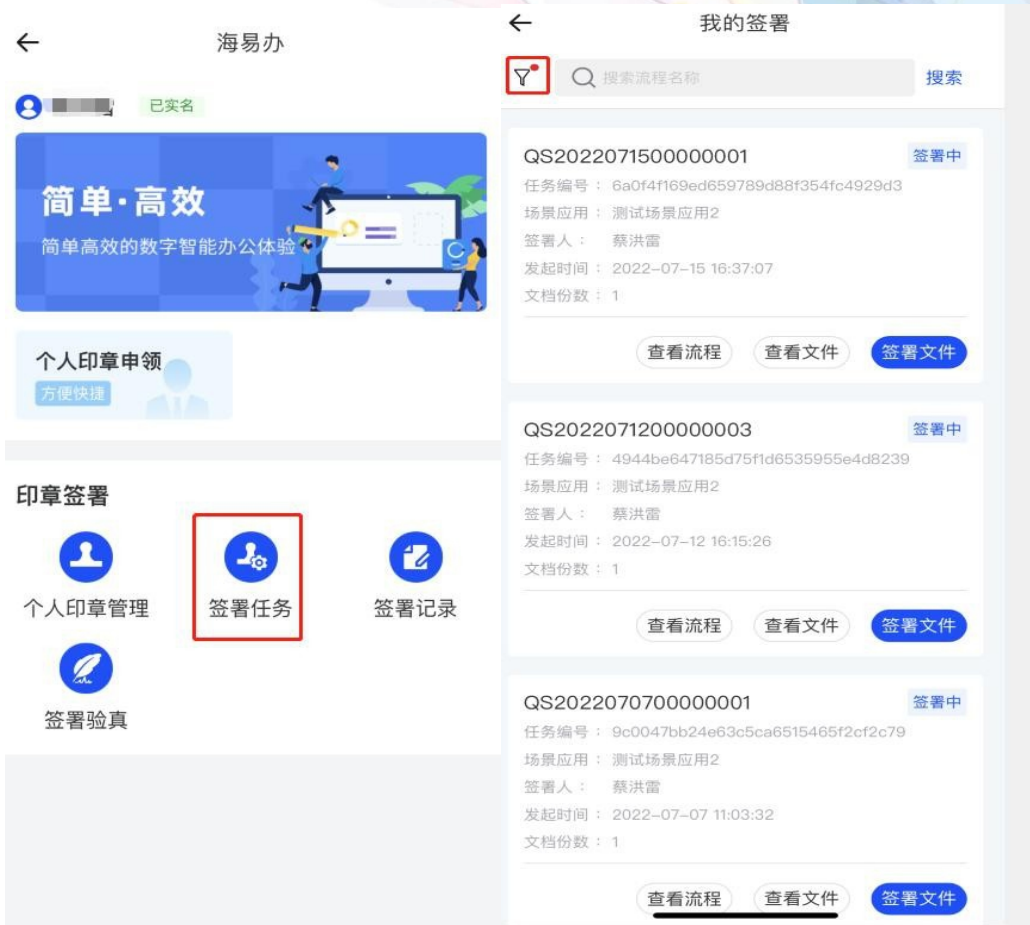 海易办
已实名
简单·高效
简单高效的数字智能办公体验
个人印章申领
方便快捷
印章签署
个人印章管理
签署任务
签署记录
签署验真
我的签署
搜索流程名称
搜索
QS2022071500000001
签署中
任务编号：6a0f4f169ed659789d88f354fc4929d3
场景应用：测试场景应用2
签署人：蔡洪雷
发起时间：2022-07-15 16:37:07
文档份数：1
查看流程
查看文件
签署文件
QS2022071200000003
签署中
任务编号：4944be647185d75f1d6535955e4d8239
场景应用：测试场景应用2
签署人：蔡洪雷
发起时间：2022-07-12 16:15:26
文档份数：1
查看流程
查看文件
签署文件
QS2022070700000001
签署中
任务编号：9c0047bb24e63c5ca6515465f2cf2c79
场景应用：测试场景应用2
签署人：蔡洪雷
发起时间：2022-07-07 11:03:32
文档份数：1
查看流程
查看文件
签署文件